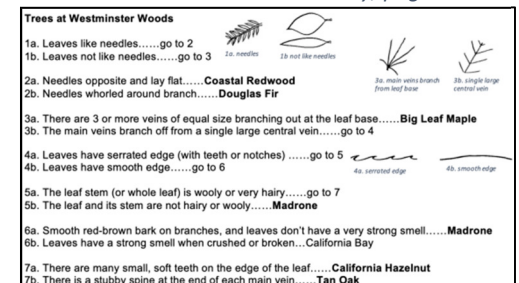 Trees at Westminster Woods
1a. Leaves like needles......go to 2
1b. Leaves not like needles......go to 3
1a. needles
1b not like needles
2a. Needles opposite and lay flat......Coastal Redwood
2b. Needles whorled around branch......Douglas Fir
3a. main veins branch
from leaf base
3b. single large
central vein
3a. There are 3 or more veins of equal size branching out at the leaf base......Big Leaf Maple
3b. The main veins branch off from a single large central vein......go to 4
4a. Leaves have serrated edge (with teeth or notches) ......go to 5
4b. Leaves have smooth edge......go to 6
4a. serrated edge
4b. smooth edge
5a. The leaf stem (or whole leaf) is wooly or very hairy......go to 7
5b. The leaf and its stem are not hairy or wooly......Madrone
6a. Smooth red-brown bark on branches, and leaves don't have a very strong smell......Madrone
6b. Leaves have a strong smell when crushed or broken...California Bay
7a. There are many small, soft teeth on the edge of the leaf......California Hazelnut
7b. There is a stubby spine at the end of each main vein......Tan Oak